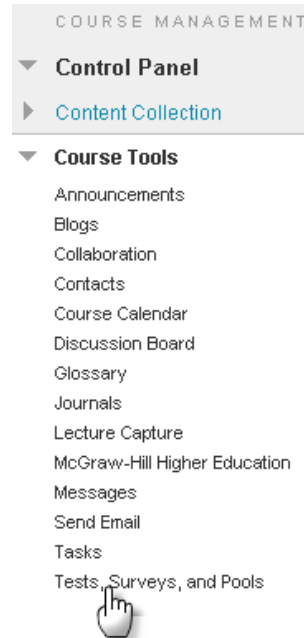 COURSE MANAGEMENT
Control Panel
Content Collection
Course Tools
Announcements
Blogs
Collaboration
Contacts
Course Calendar
Discussion Board
Glossary
Journals
Lecture Capture
McGraw-Hill Higher Education
Messages
Send Email
Tasks
Tests, Surveys, and Pools